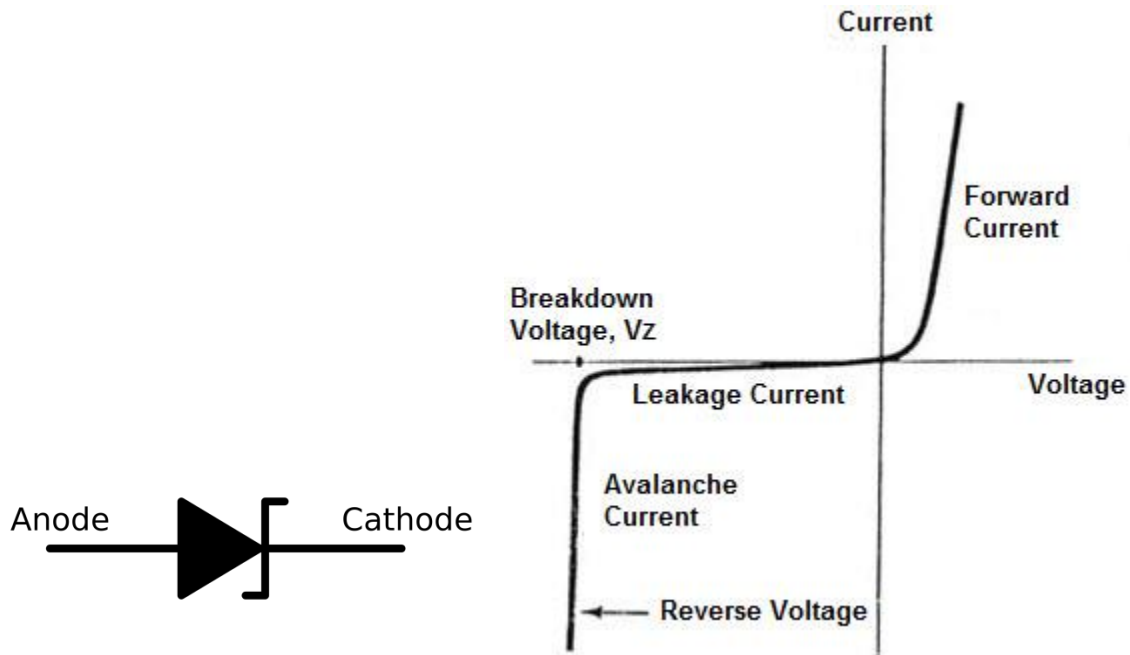 Current
Forward
Current
Breakdown
Voltage, Vz
Voltage
Leakage Current
Avalanche
Current
Anode
Cathode
Reverse Voltage